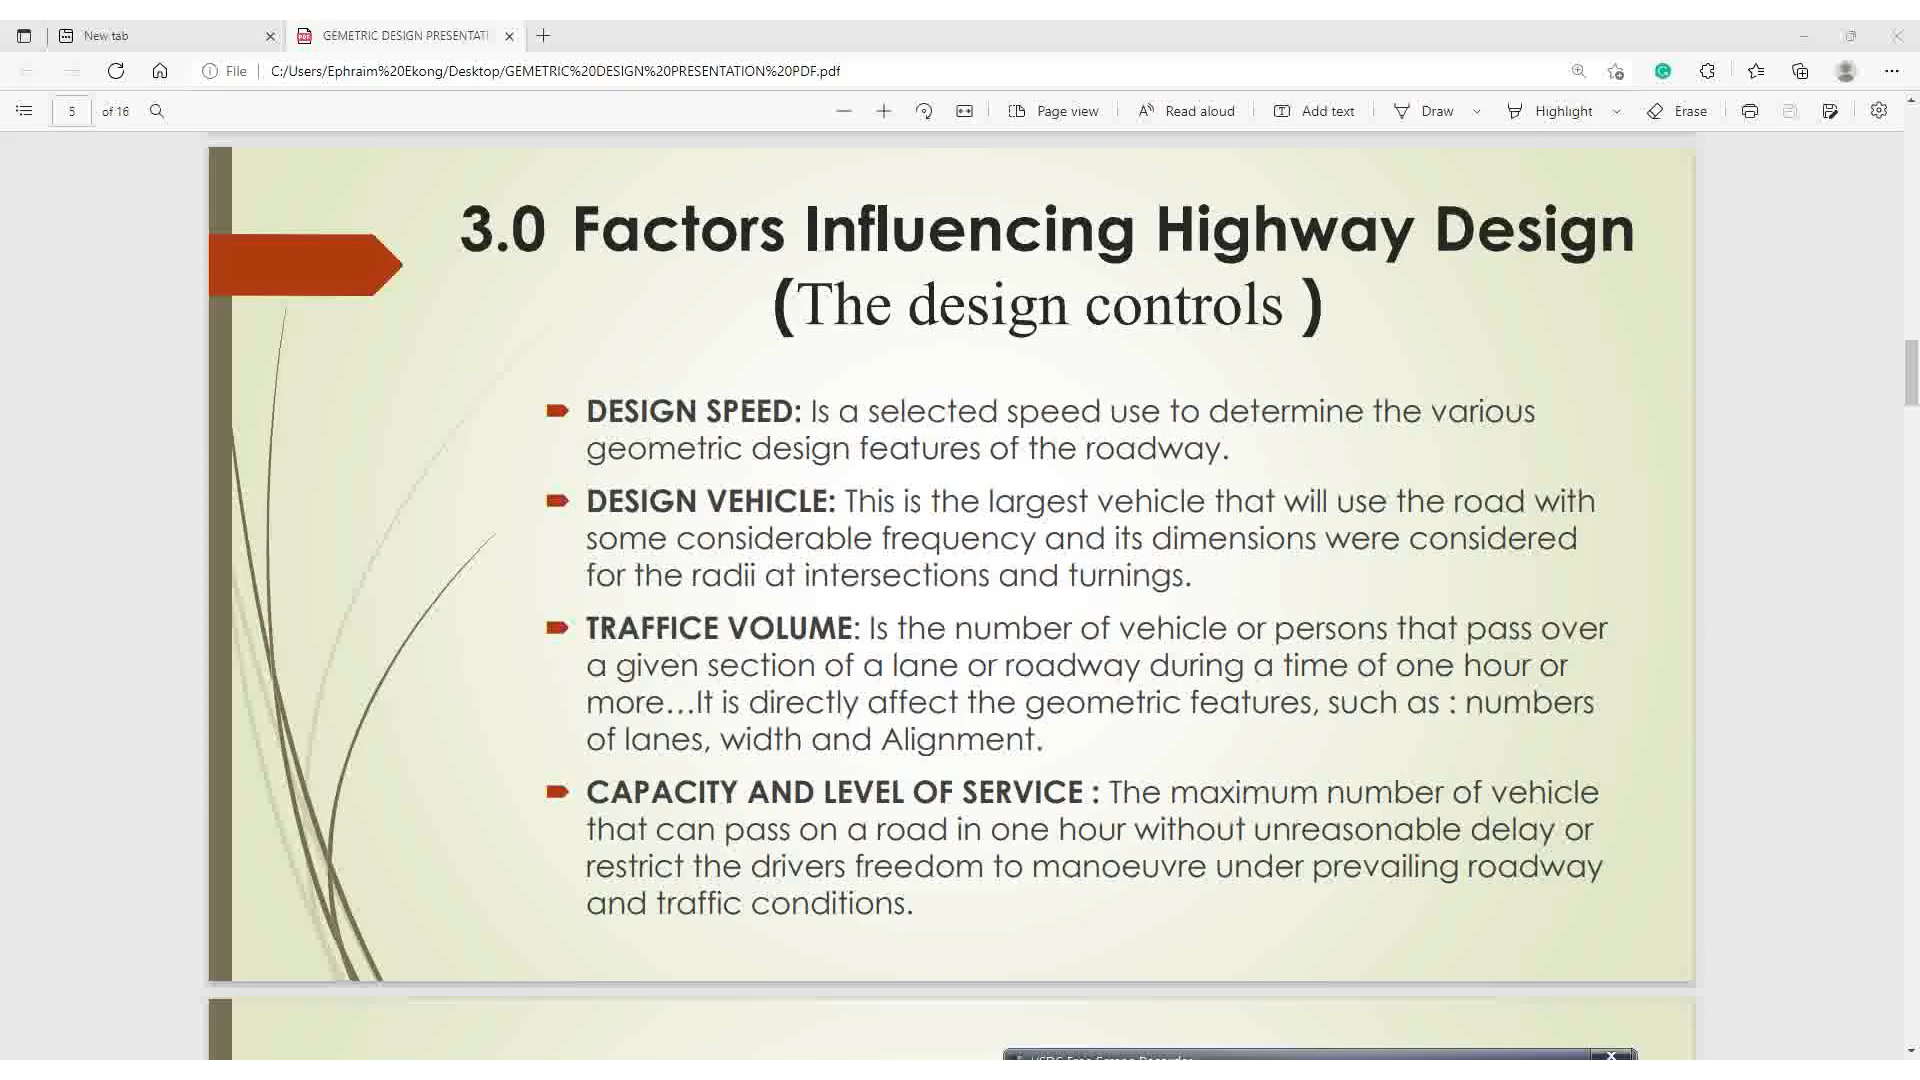 New tab
GEMETRIC DESIGN PRESENTATI
File
C:/Users/Ephraim%20Ekong/Desktop/GEMETRIC%20DESIGN%20PRESENTATION%20PDF.pdf
5 of 16
Page view
Read aloud
Add text
Draw
Highlight
Erase
3.0 Factors Influencing Highway Design
(The design controls )
DESIGN SPEED: Is a selected speed use to determine the various
geometric design features of the roadway.
DESIGN VEHICLE: This is the largest vehicle that will use the road with
some considerable frequency and its dimensions were considered
for the radii at intersections and turnings.
TRAFFICE VOLUME: Is the number of vehicle or persons that pass over
a given section of a lane or roadway during a time of one hour or
more...It is directly affect the geometric features, such as : numbers
of lanes, width and Alignment.
CAPACITY AND LEVEL OF SERVICE : The maximum number of vehicle
that can pass on a road in one hour without unreasonable delay or
restrict the drivers freedom to manoeuvre under prevailing roadway
and traffic conditions.